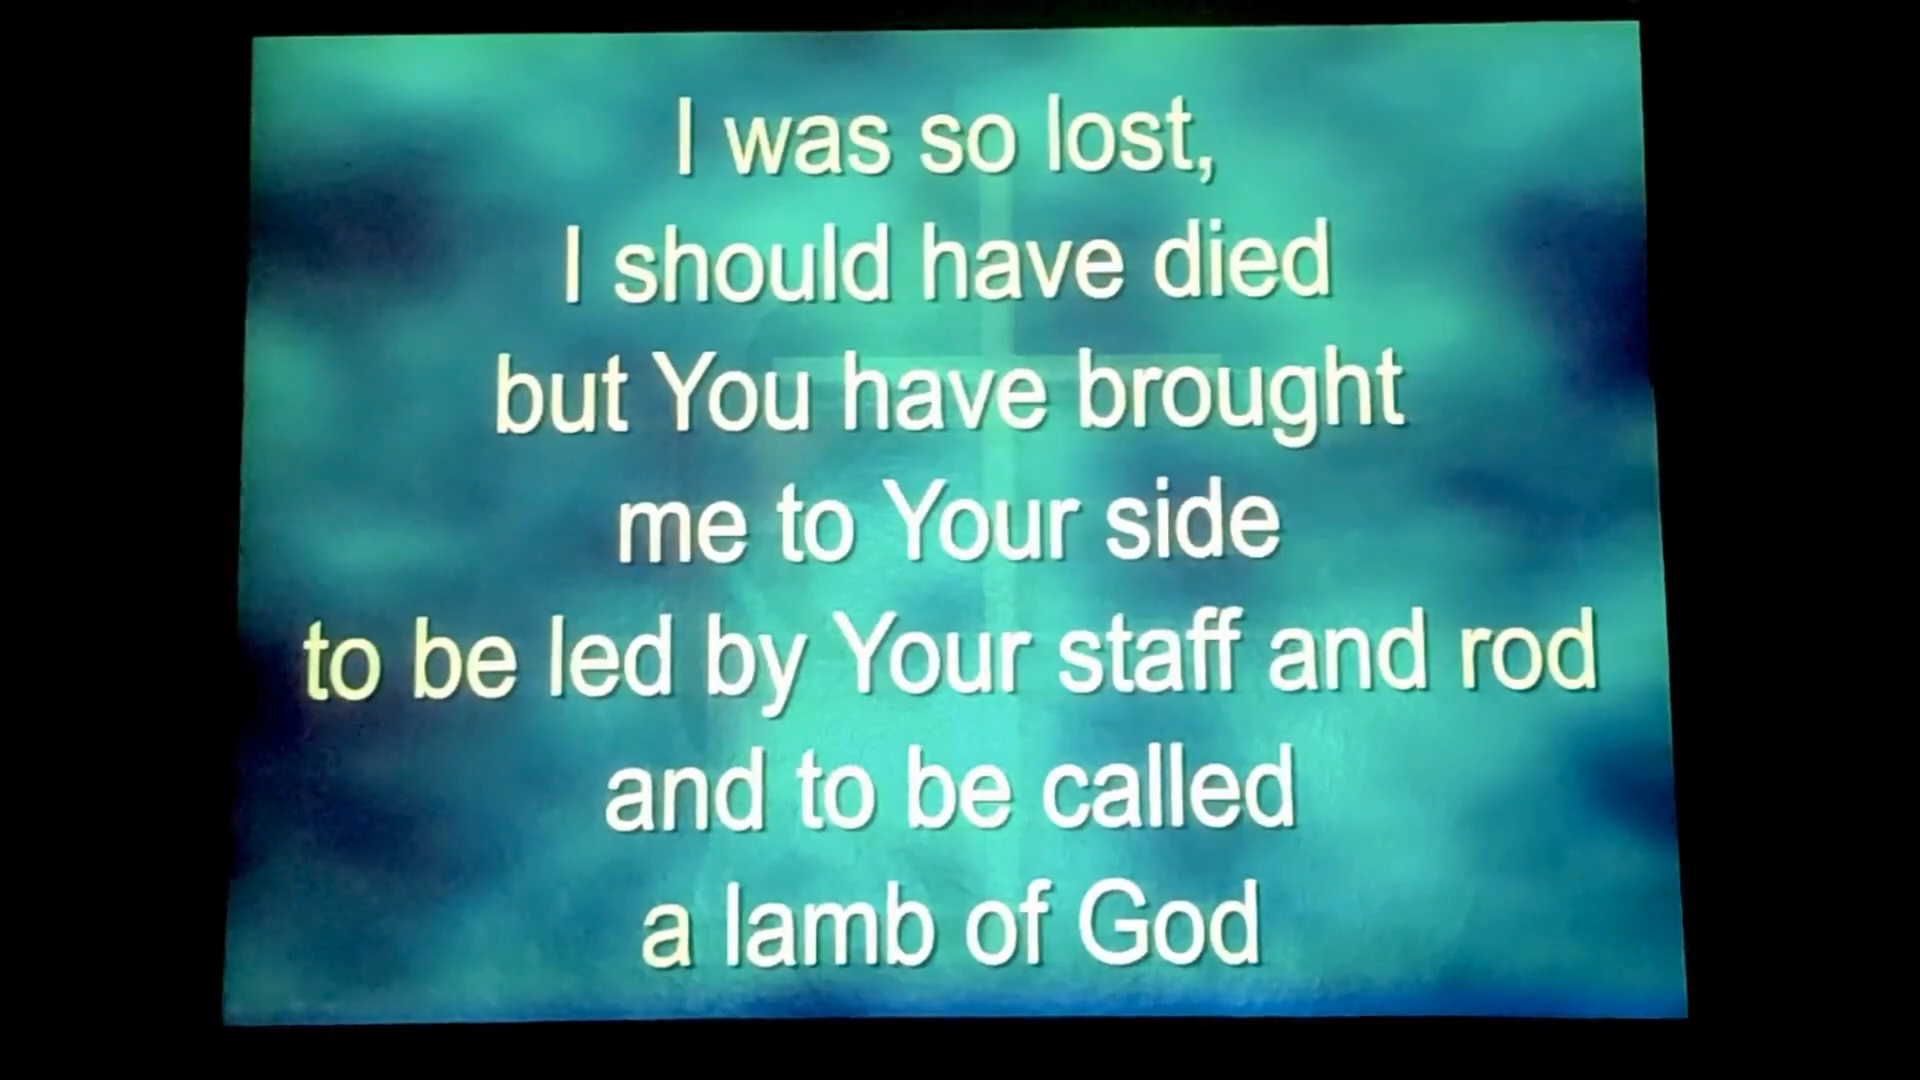 I was so lost,
I should have died
but You have brought
me to Your side
to be led by Your staff and rod
and to be called
a lamb of God